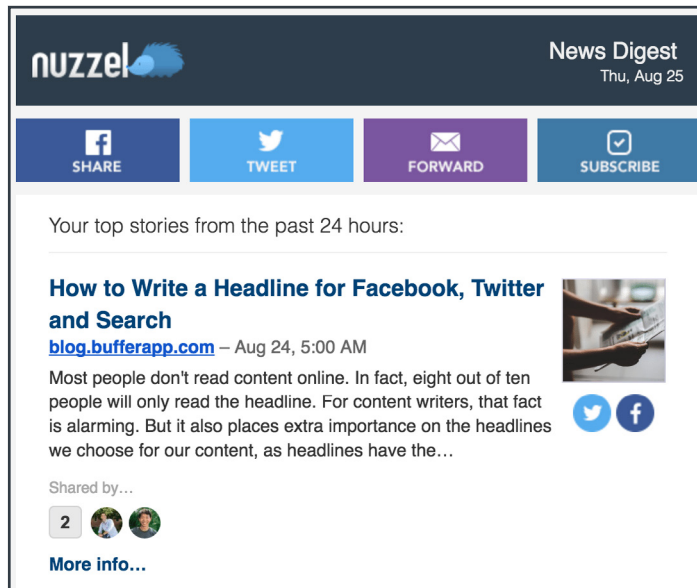 nuzzel
News Digest
Thu, Aug 25
SHARE
TWEET
FORWARD
SUBSCRIBE
Your top stories from the past 24 hours:
How to Write a Headline for Facebook, Twitter
and Search
blog.bufferapp.com – Aug 24, 5:00 AM
Most people don't read content online. In fact, eight out of ten
people will only read the headline. For content writers, that fact
is alarming. But it also places extra importance on the headlines
we choose for our content, as headlines have the…
Shared by…
2
More info…